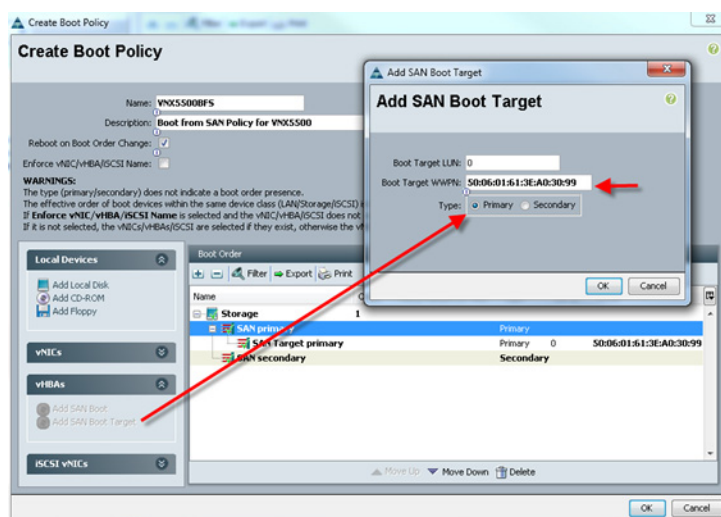 Create Boot Policy
Create Boot Policy
Name: VNX5500BFS
Description: Boot from SAN Policy for VNX5500
Reboot on Boot Order Change:
Enforce vNIC/vHBA/iSCSI Name:
WARNINGS:
The type (primary/secondary) does not indicate a boot order presence.
The effective order of boot devices within the same device class (LAN/Storage/iSCSI)
If Enforce vNIC/vHBA/iSCSI Name is selected and the vNIC/vHBA/iSCSI does not
If it is not selected, the vNICs/vHBAs/iSCSI are selected if they exist, otherwise the
Add SAN Boot Target
Add SAN Boot Target
Boot Target LUN: 0
Boot Target WWPN: 50:06:01:61:3E:A0:30:99
Type: Primary Secondary
OK Cancel
Local Devices
Add Local Disk
Add CD-ROM
Add Floppy
vNICs
vHBAs
Add SAN Boot
Add SAN Boot Target
iSCSI vNICs
Boot Order
Filter Export Print
Name
Storage 1
SAN primary Primary
SAN Target primary Primary 0 50:06:01:61:3E:A0:30:99
SAN secondary Secondary
Move Up Move Down Delete
OK Cancel